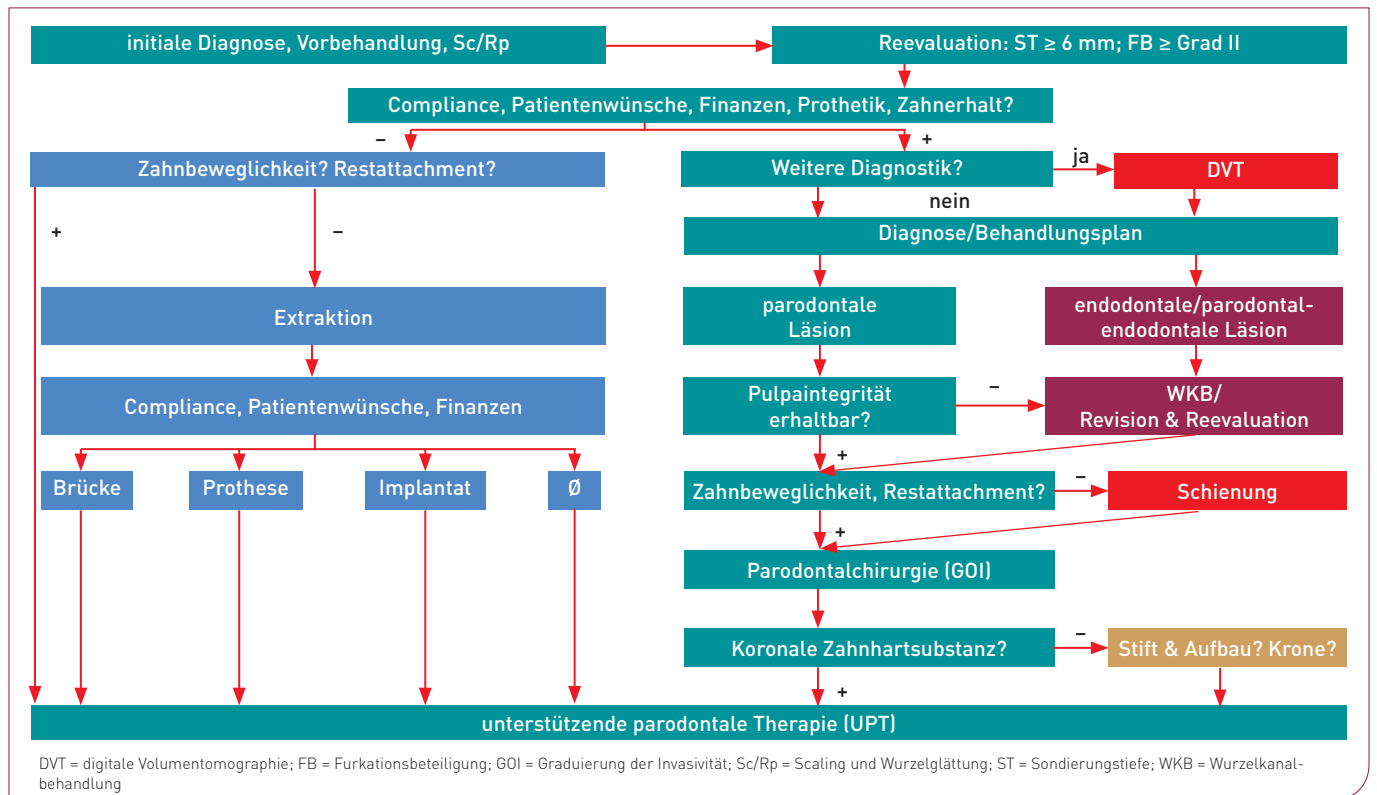 initiale Diagnose, Vorbehandlung, Sc/Rp
Reevaluation: ST ≥ 6 mm; FB ≥ Grad II
Compliance, Patientenwünsche, Finanzen, Prothetik, Zahnerhalt?
–
+
Zahnbeweglichkeit? Restattachment?
Weitere Diagnostik?
ja
DVT
nein
+
–
Diagnose/Behandlungsplan
Extraktion
parodontale
Läsion
endodontale/parodontal-
endodontale Läsion
Compliance, Patientenwünsche, Finanzen
Pulpaintegrität
erhaltbar?
–
WKB/
Revision & Reevaluation
+
Brücke
Prothese
Implantat
Ø
Zahnbeweglichkeit, Restattachment?
–
Schienung
+
Parodontalchirurgie (GOI)
Koronale Zahnhartsubstanz?
–
Stift & Aufbau? Krone?
+
unterstützende parodontale Therapie (UPT)
DVT = digitale Volumentomographie; FB = Furkationsbeteiligung; GOI = Graduierung der Invasivität; Sc/Rp = Scaling und Wurzelglättung; ST = Sondierungstiefe; WKB = Wurzelkanal-
behandlung